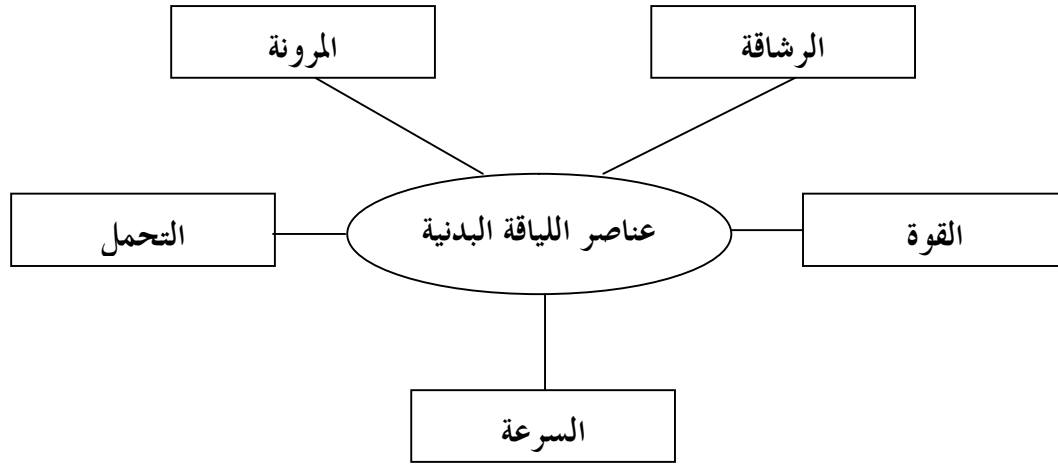 الرشاقة
المرونة
عناصر اللياقة البدنية
القوة
التحمل
السرعة